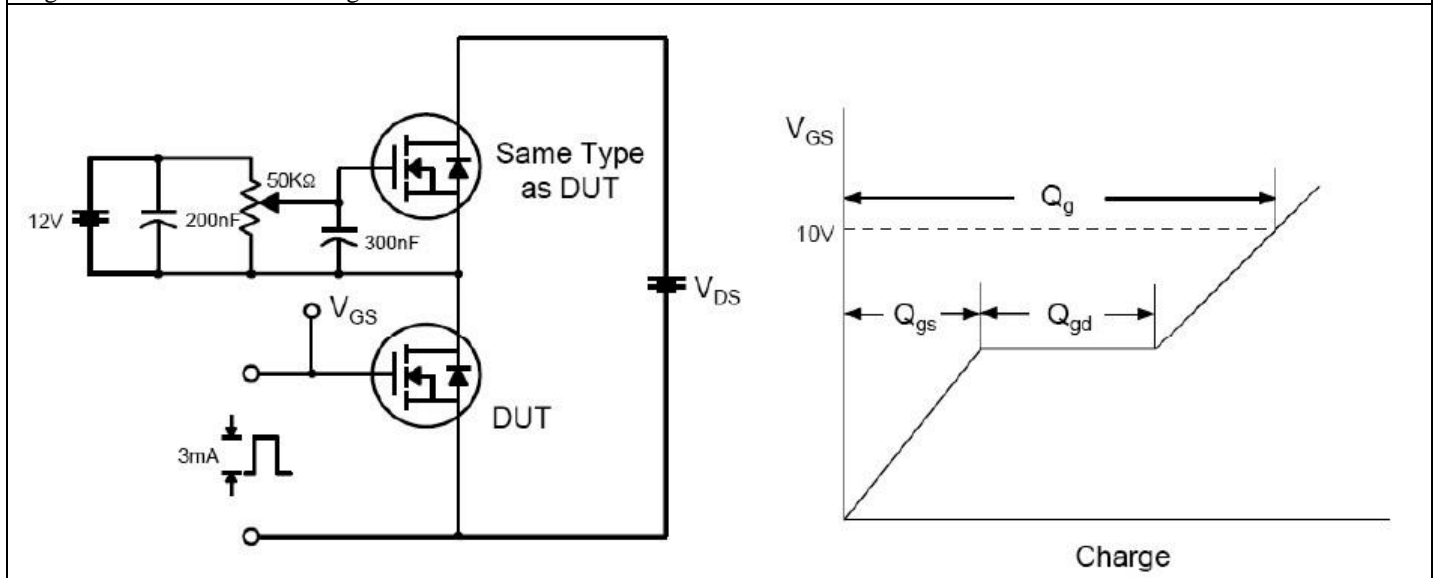 Same Type
as DUT
12V
200nF
50KΩ
300nF
V_GS
DUT
3mA
V_DS
V_GS
10V
Q_g
Q_gs
Q_gd
Charge